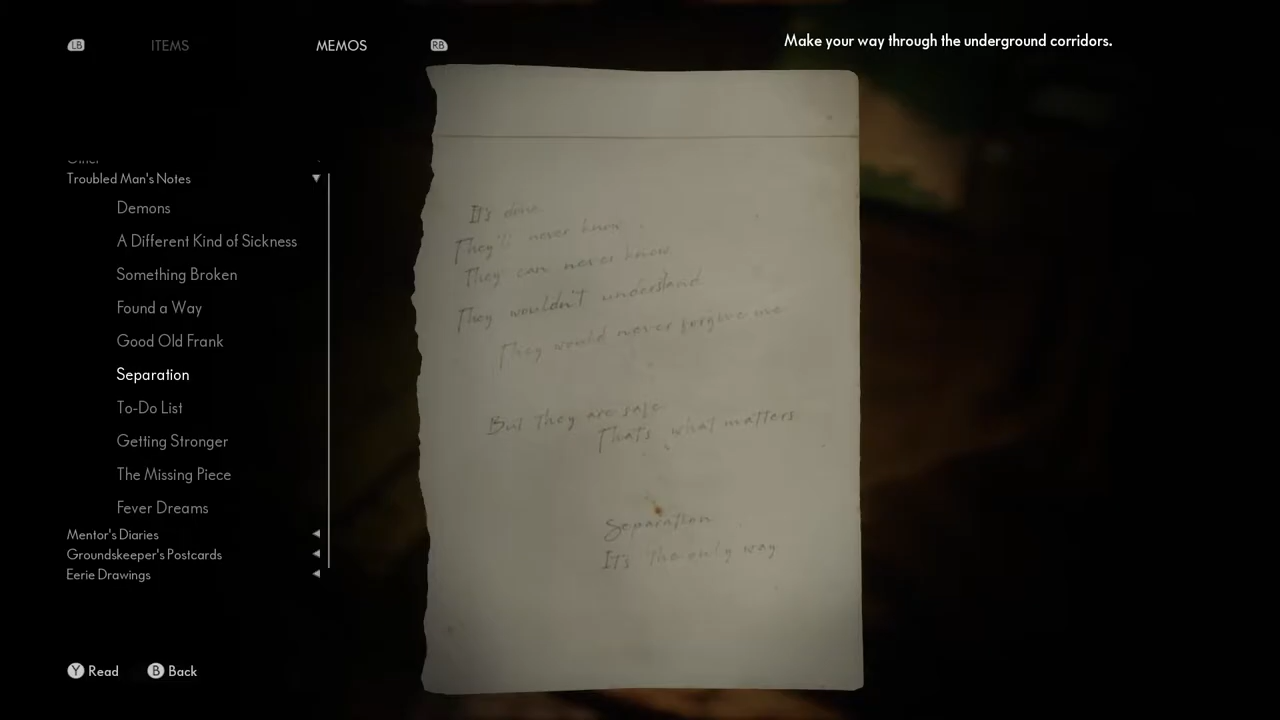 LB
ITEMS
MEMOS
RB
Make your way through the underground corridors.
Other
Troubled Man's Notes
Demons
A Different Kind of Sickness
Something Broken
Found a Way
Good Old Frank
Separation
To-Do List
Getting Stronger
The Missing Piece
Fever Dreams
Mentor's Diaries
Groundskeeper's Postcards
Eerie Drawings
It's done
They'll never know.
They can never know
They wouldn't understand
They would never forgive me
But they are safe
That's what matters
Separation
It's the only way
Y Read
B Back